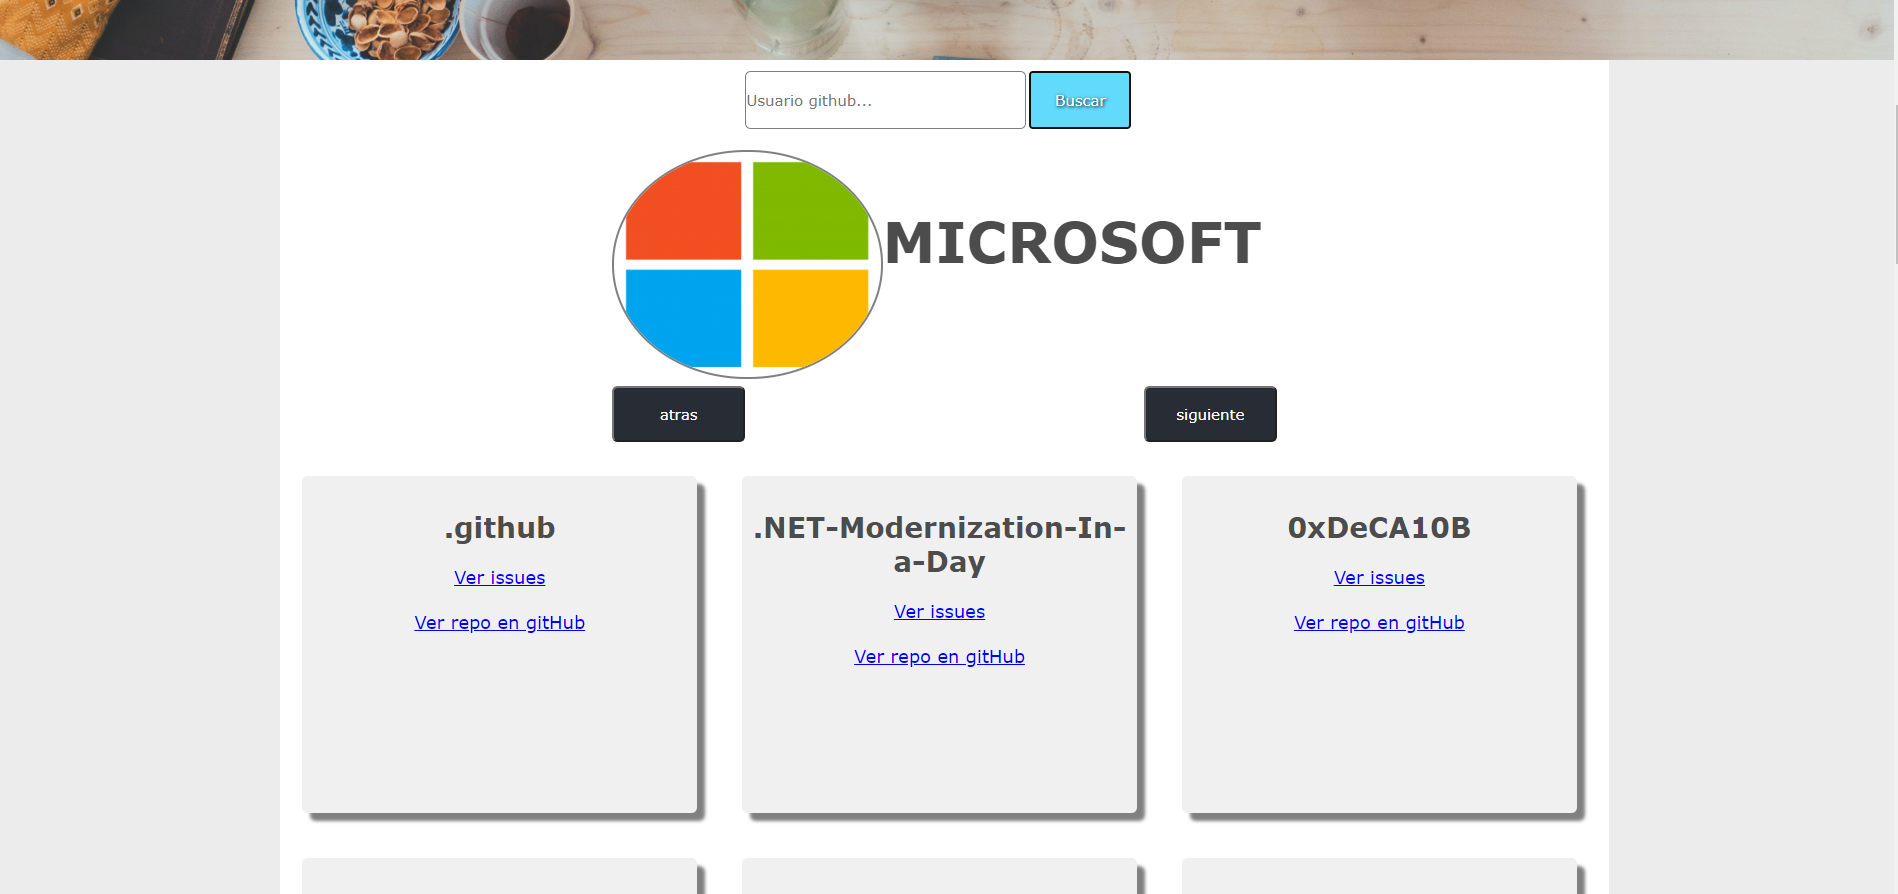 Usuario github...
Buscar
MICROSOFT
atras
siguiente
.github
Ver issues
Ver repo en gitHub
.NET-Modernization-In-
a-Day
Ver issues
Ver repo en gitHub
0xDeCA10B
Ver issues
Ver repo en gitHub